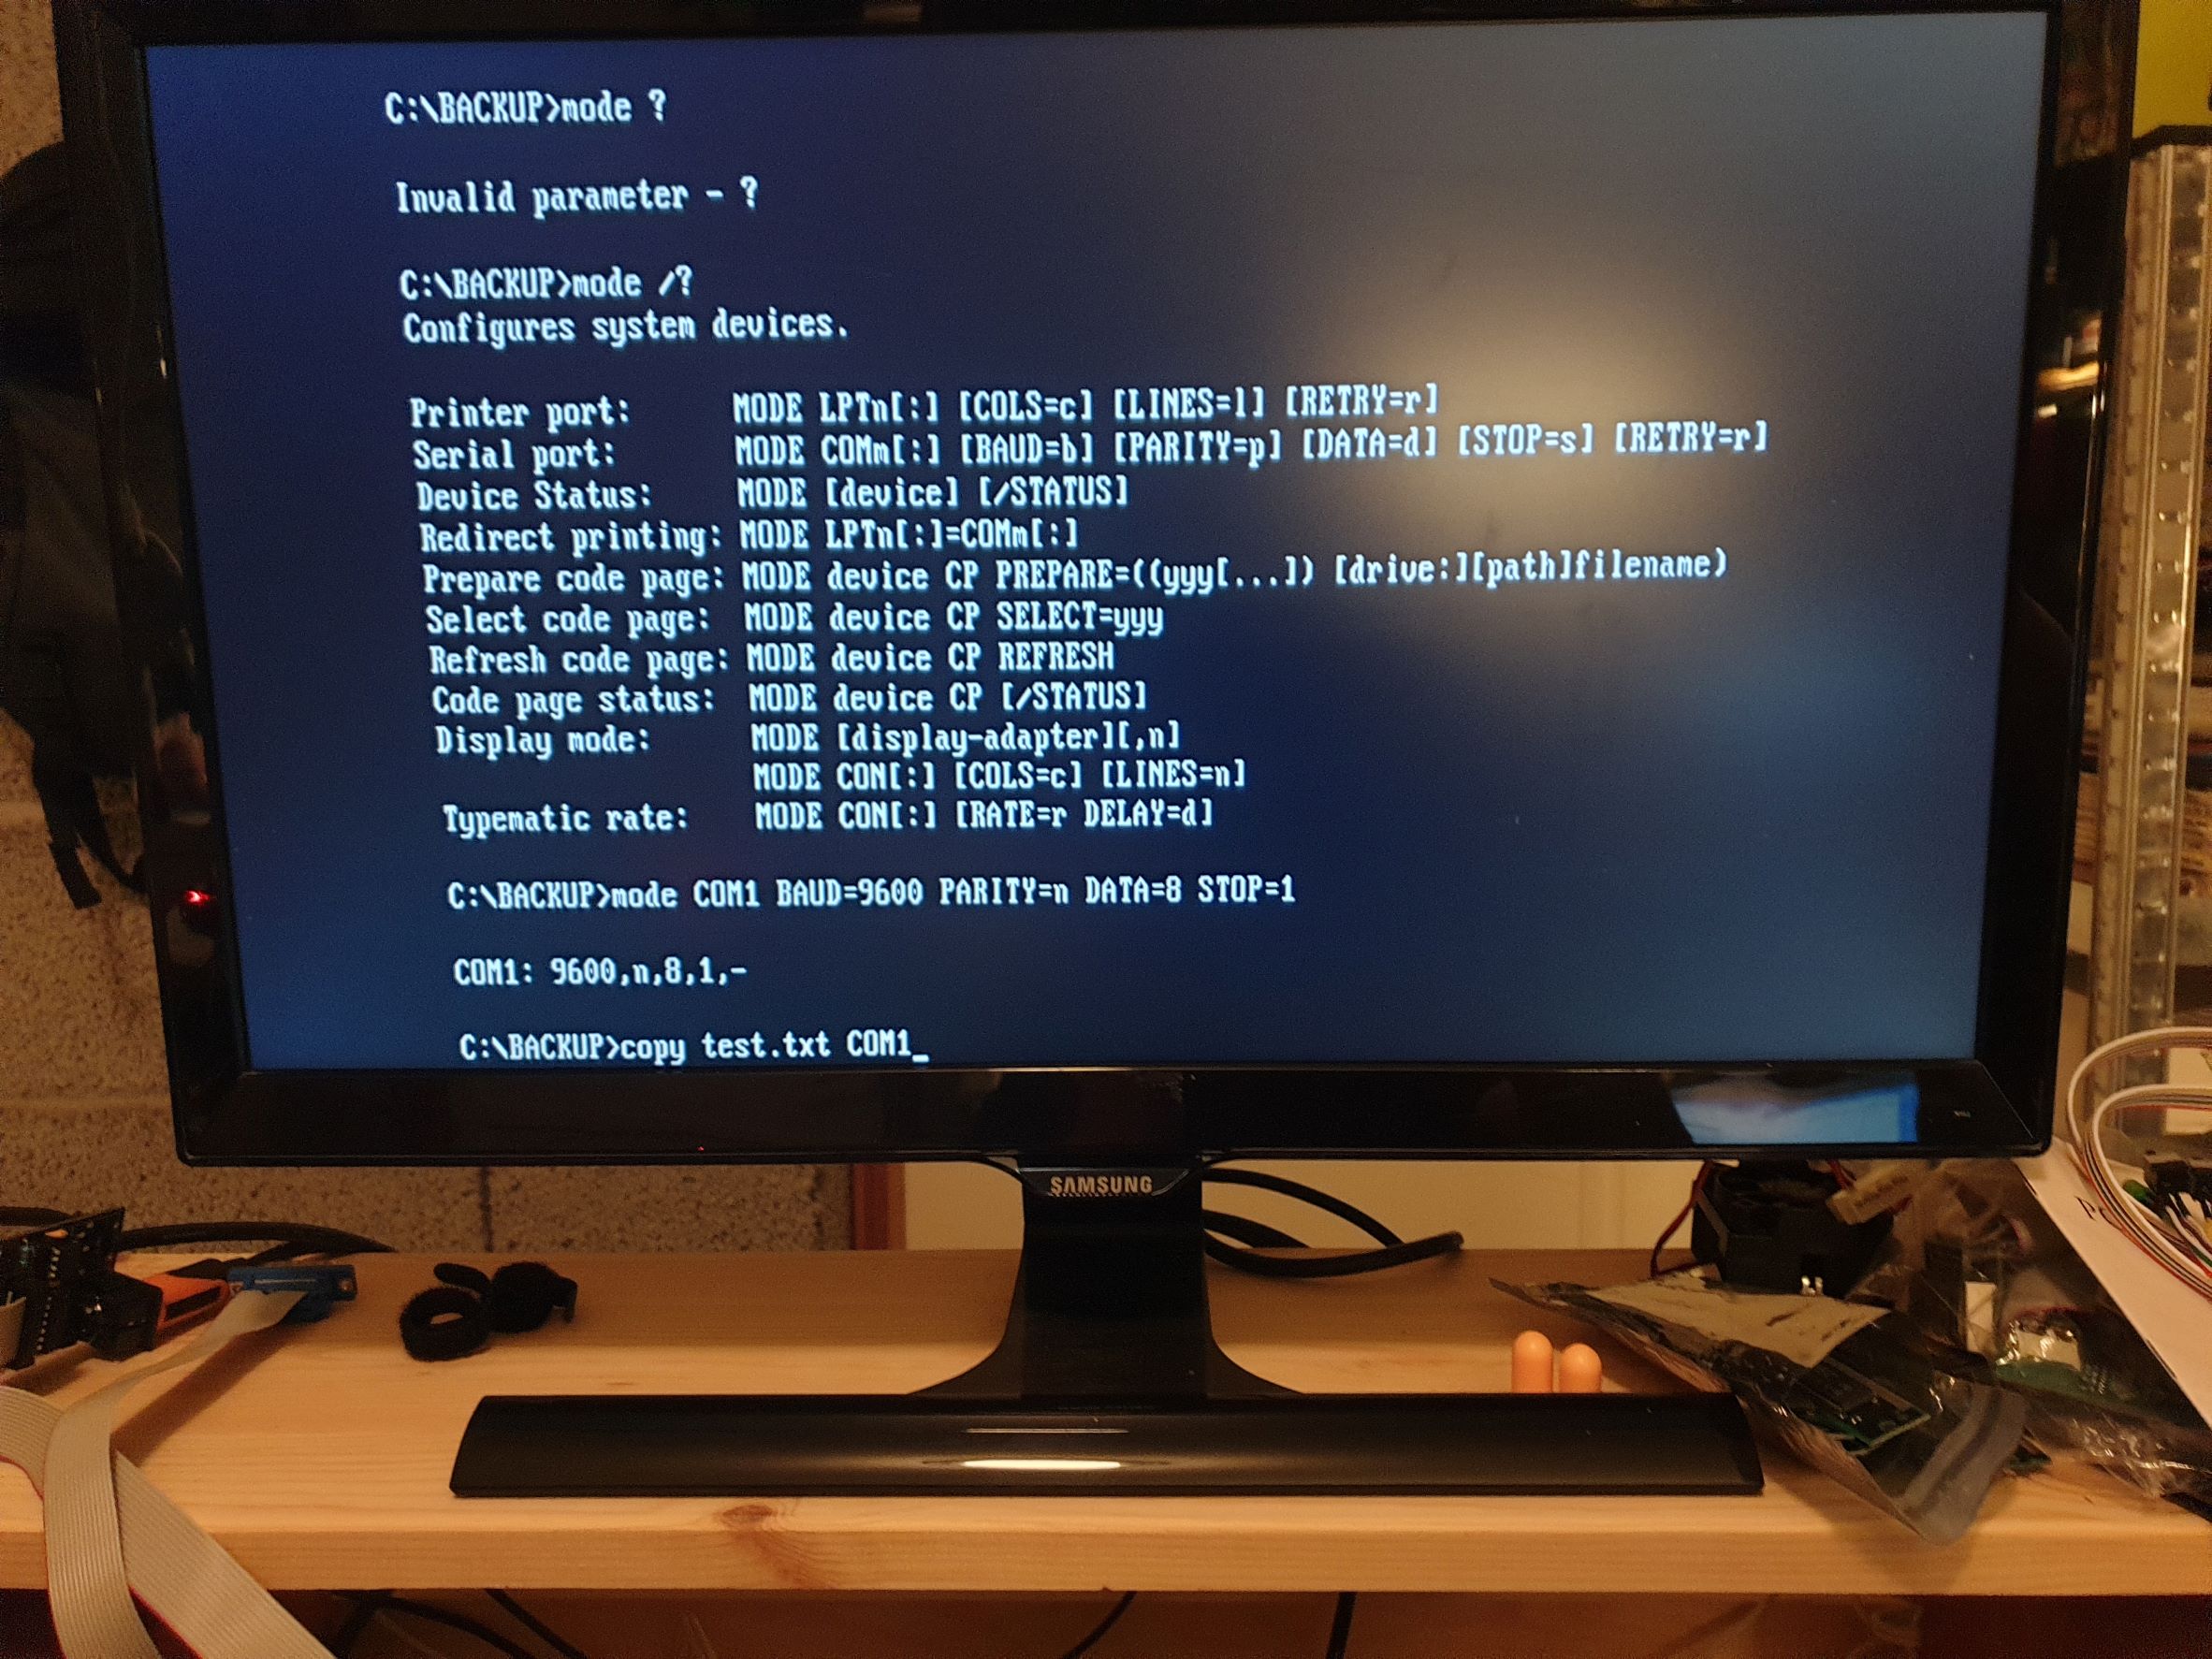 C:\BACKUP>mode ?
Invalid parameter - ?
C:\BACKUP>mode /?
Configures system devices.
Printer port:      MODE LPTn[:] [COLS=c] [LINES=l] [RETRY=r]
Serial port:       MODE COMm[:] [BAUD=b] [PARITY=p] [DATA=d] [STOP=s] [RETRY=r]
Device Status:     MODE [device] [/STATUS]
Redirect printing: MODE LPTn[:]=COMm[:]
Prepare code page: MODE device CP PREPARE=((yyy[...]) [drive:][path]filename)
Select code page:  MODE device CP SELECT=yyy
Refresh code page: MODE device CP REFRESH
Code page status:  MODE device CP [/STATUS]
Display mode:      MODE [display-adapter][,n]
                   MODE CON[:] [COLS=c] [LINES=n]
Typematic rate:    MODE CON[:] [RATE=r DELAY=d]
C:\BACKUP>mode COM1 BAUD=9600 PARITY=n DATA=8 STOP=1
COM1: 9600,n,8,1,-
C:\BACKUP>copy test.txt COM1_
SAMSUNG